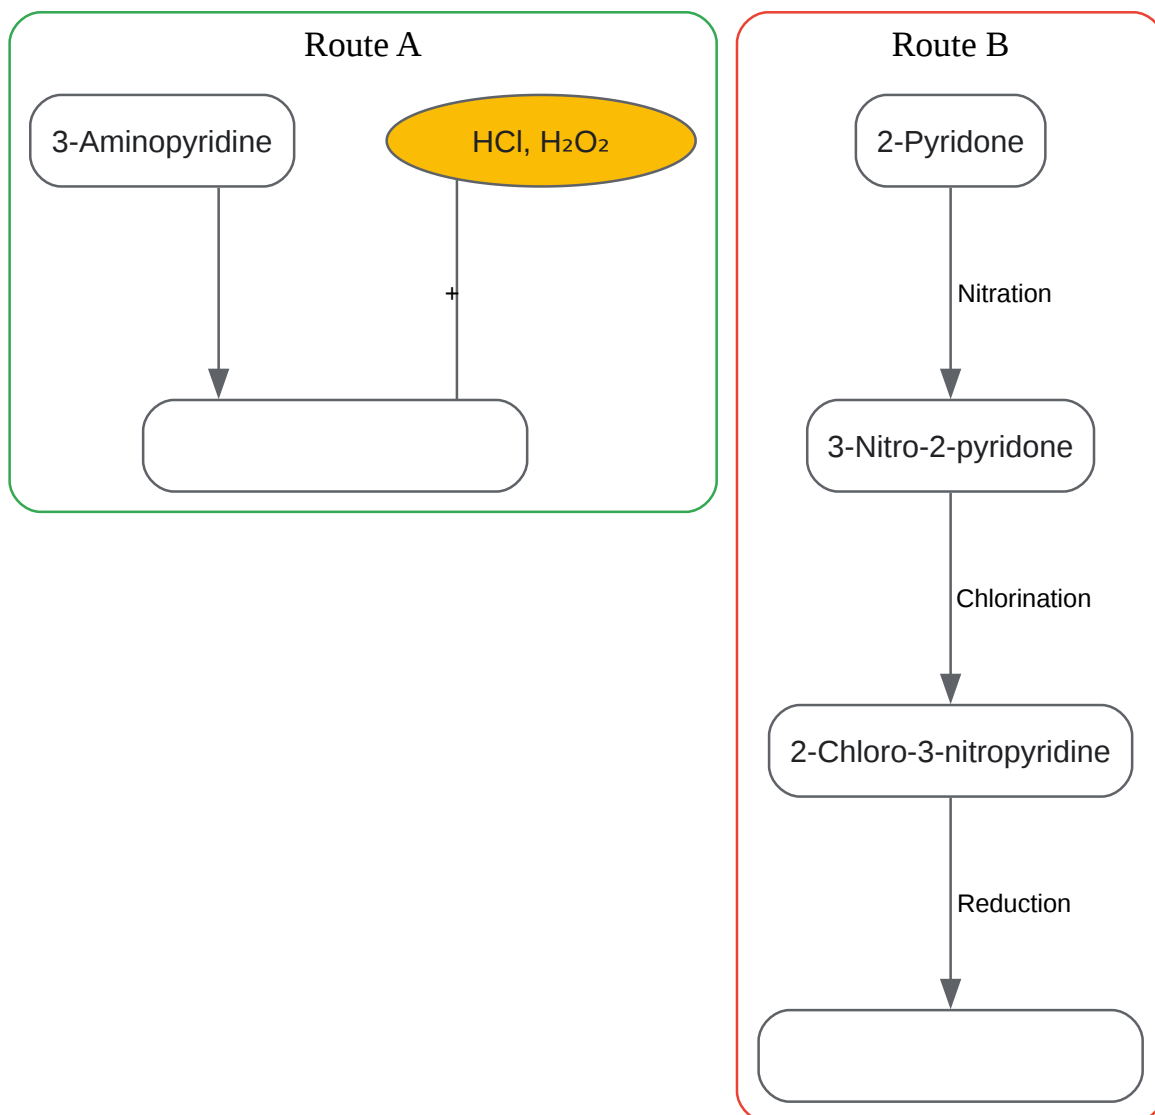 Route A
3-Aminopyridine
HCl, H₂O₂
+
Route B
2-Pyridone
Nitration
3-Nitro-2-pyridone
Chlorination
2-Chloro-3-nitropyridine
Reduction